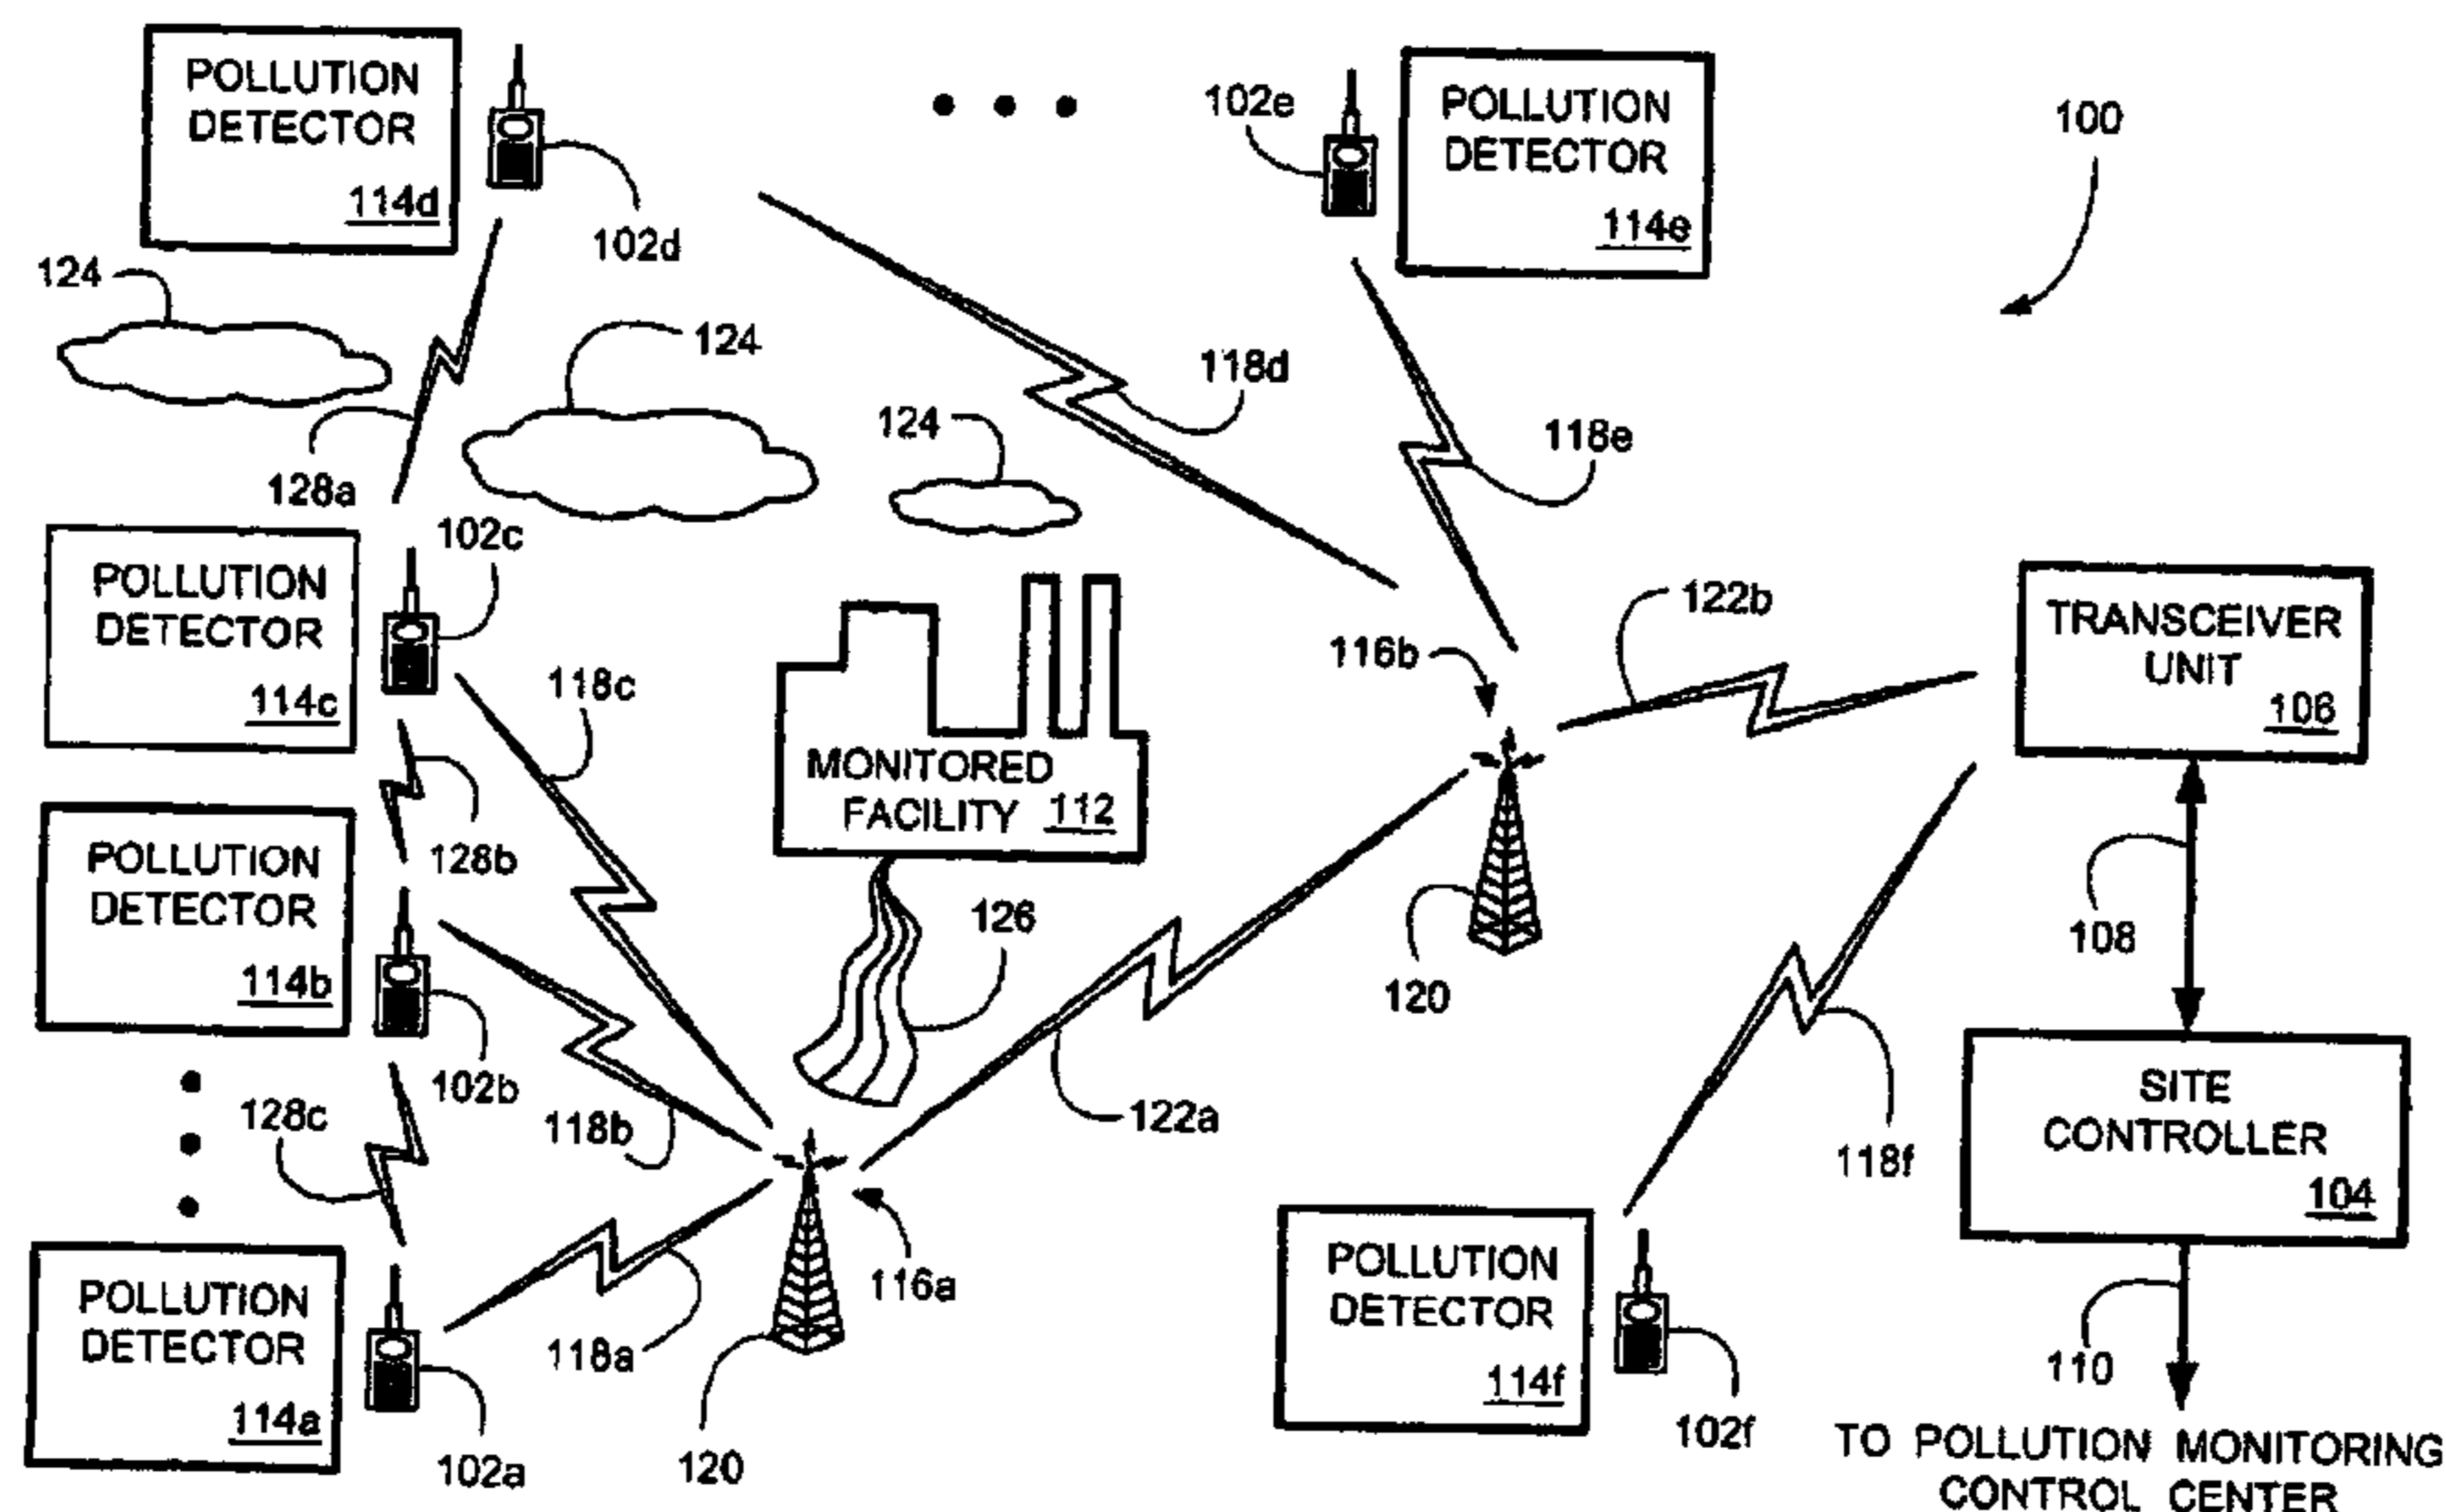 POLLUTION
DETECTOR
114d
102d
102e
POLLUTION
DETECTOR
114e
100
124
124
124
118d
118e
128a
POLLUTION
DETECTOR
114c
102c
118c
128b
MONITORED
FACILITY 112
116b
122b
TRANSCEIVER
UNIT
106
108
120
POLLUTION
DETECTOR
114b
102b
118b
126
122a
118f
SITE
CONTROLLER
104
128c
116a
POLLUTION
DETECTOR
114a
102a
118a
120
POLLUTION
DETECTOR
114f
102f
110
TO POLLUTION MONITORING
CONTROL CENTER